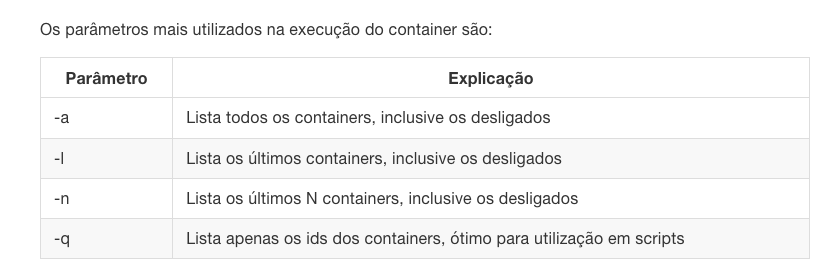 Os parâmetros mais utilizados na execução do container são:
Parâmetro Explicação
-a Lista todos os containers, inclusive os desligados
-l Lista os últimos containers, inclusive os desligados
-n Lista os últimos N containers, inclusive os desligados
-q Lista apenas os ids dos containers, ótimo para utilização em scripts